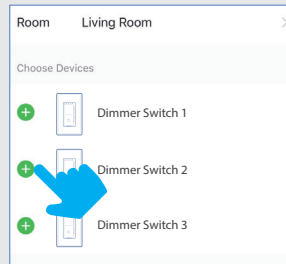 Room Living Room
Choose Devices
Dimmer Switch 1
Dimmer Switch 2
Dimmer Switch 3